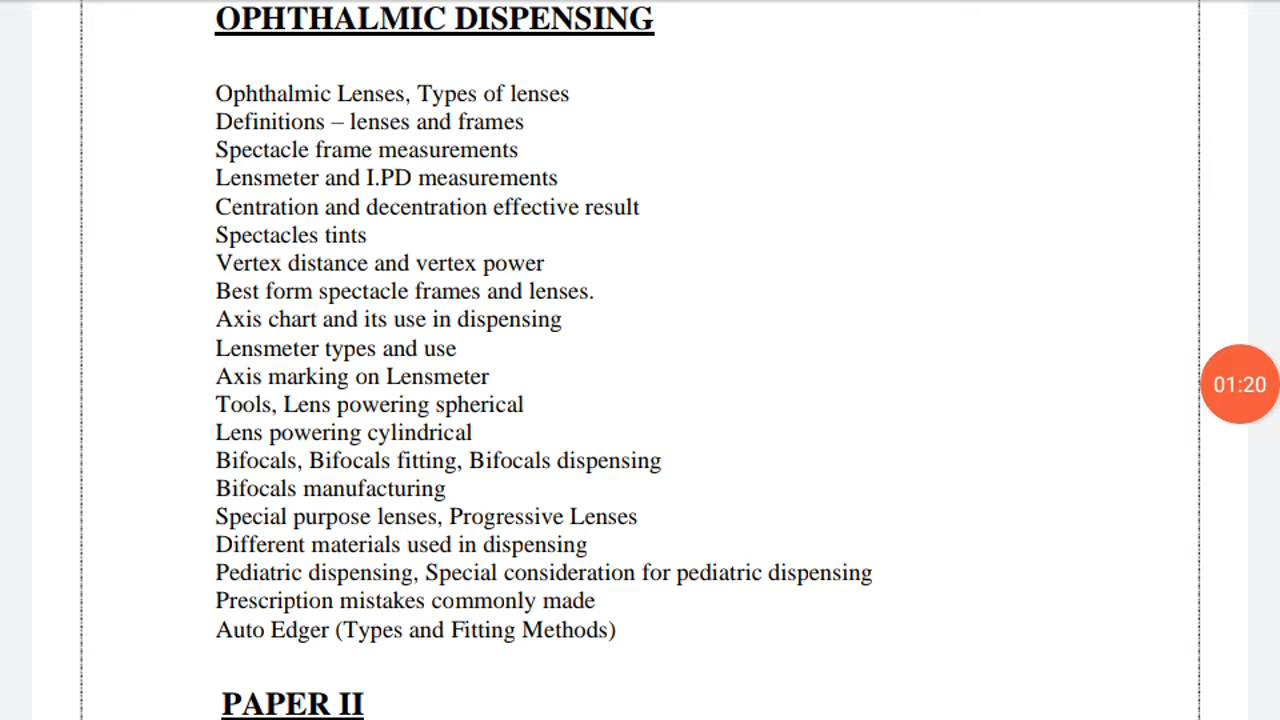 OPHTHALMIC DISPENSING
Ophthalmic Lenses, Types of lenses
Definitions – lenses and frames
Spectacle frame measurements
Lensmeter and I.PD measurements
Centration and decentration effective result
Spectacles tints
Vertex distance and vertex power
Best form spectacle frames and lenses.
Axis chart and its use in dispensing
Lensmeter types and use
Axis marking on Lensmeter
Tools, Lens powering spherical
Lens powering cylindrical
Bifocals, Bifocals fitting, Bifocals dispensing
Bifocals manufacturing
Special purpose lenses, Progressive Lenses
Different materials used in dispensing
Pediatric dispensing, Special consideration for pediatric dispensing
Prescription mistakes commonly made
Auto Edger (Types and Fitting Methods)
PAPER II
01:20